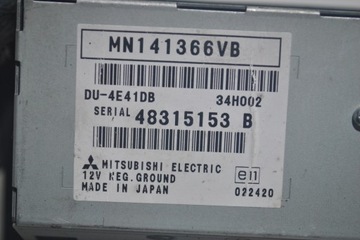 MN141366VB
DU-4E41DB 34H002
SERIAL 48315153 B
MITSUBISHI ELECTRIC
12V NEG.GROUND e11
MADE IN JAPAN 022420